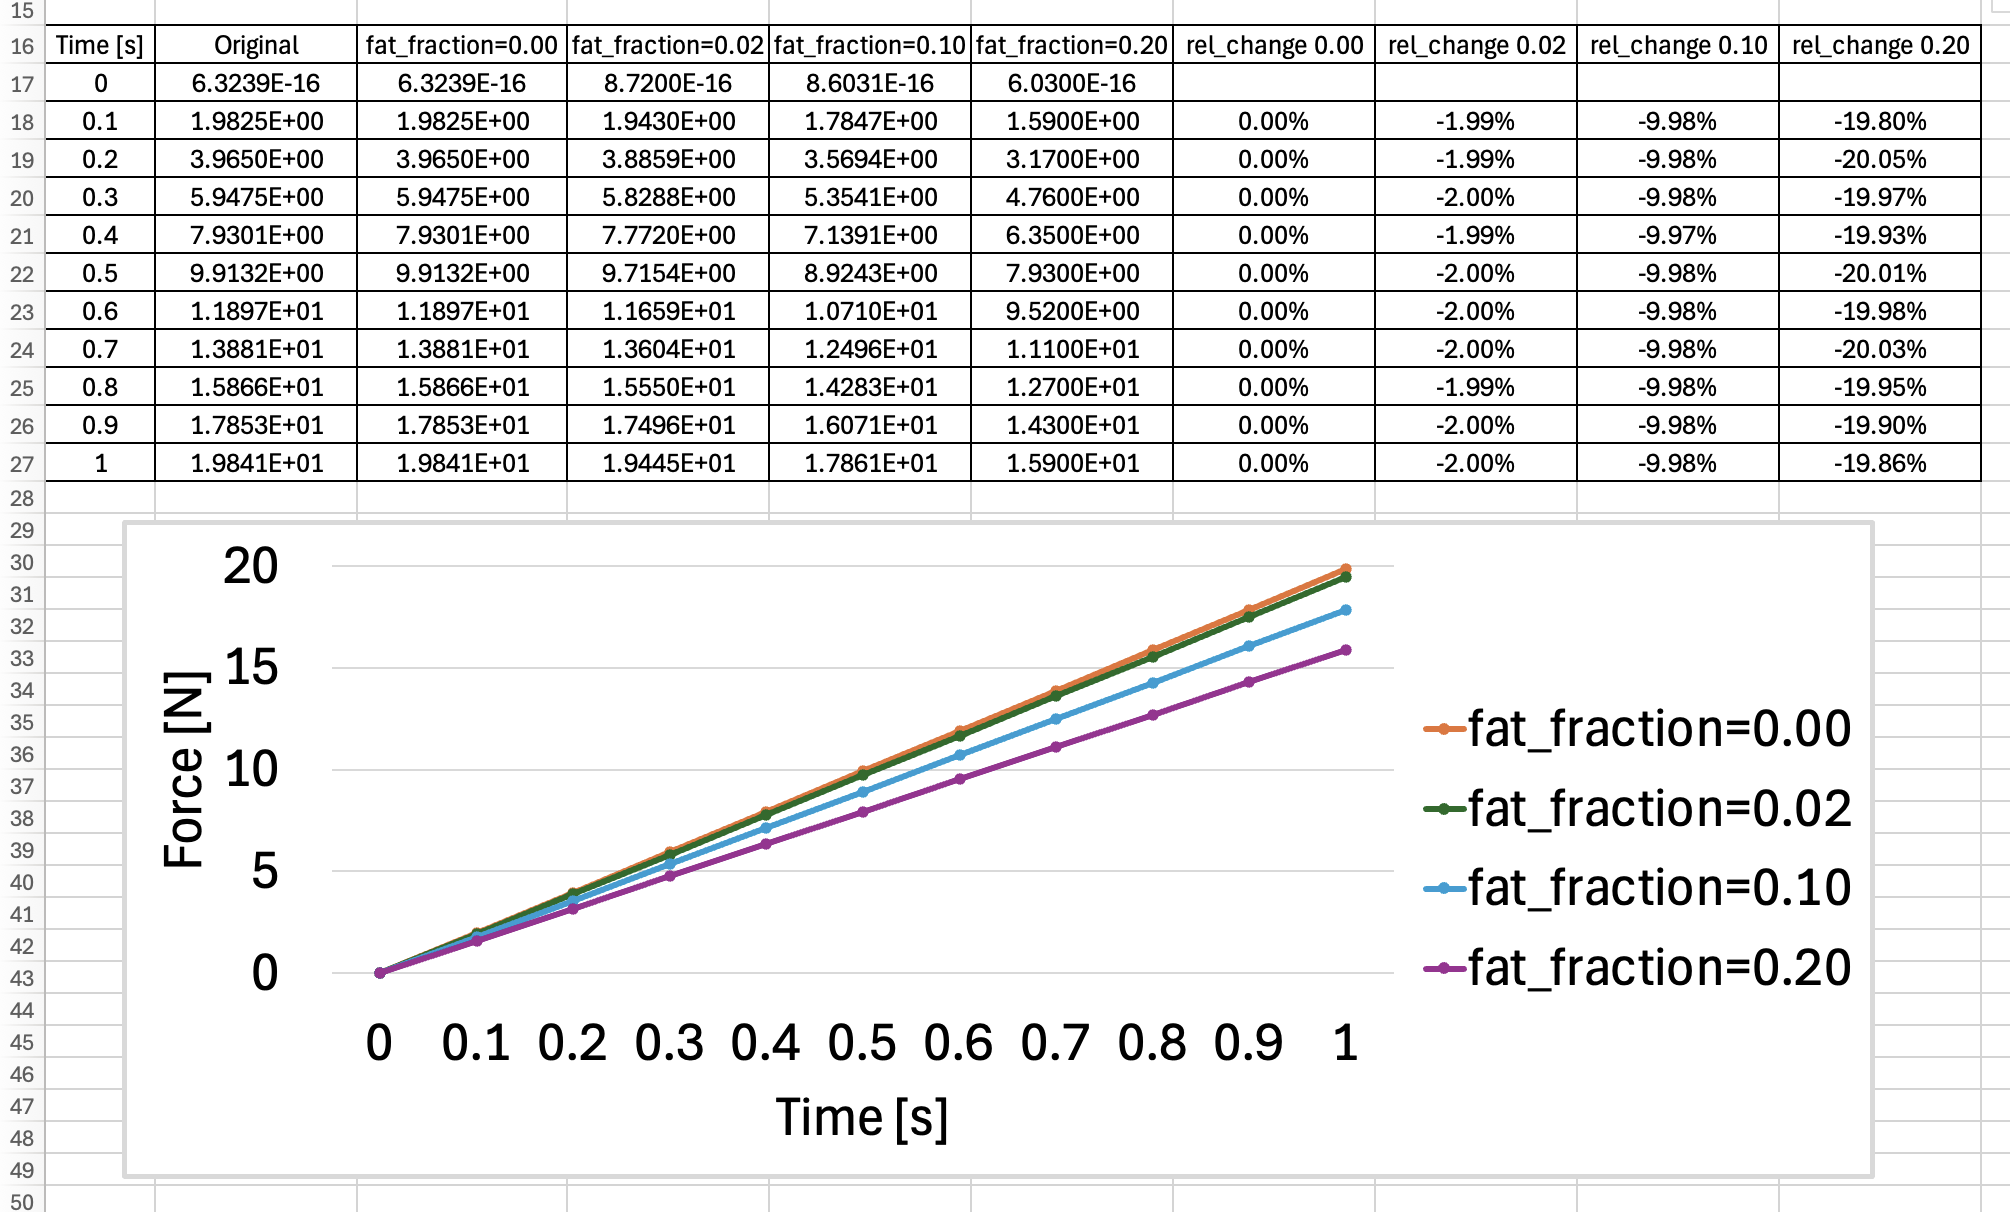 15
16 Time [s] Original fat_fraction=0.00 fat_fraction=0.02 fat_fraction=0.10 fat_fraction=0.20 rel_change 0.00 rel_change 0.02 rel_change 0.10 rel_change 0.20
17 0 6.3239E-16 6.3239E-16 8.7200E-16 8.6031E-16 6.0300E-16
18 0.1 1.9825E+00 1.9825E+00 1.9430E+00 1.7847E+00 1.5900E+00 0.00% -1.99% -9.98% -19.80%
19 0.2 3.9650E+00 3.9650E+00 3.8859E+00 3.5694E+00 3.1700E+00 0.00% -1.99% -9.98% -20.05%
20 0.3 5.9475E+00 5.9475E+00 5.8288E+00 5.3541E+00 4.7600E+00 0.00% -2.00% -9.98% -19.97%
21 0.4 7.9301E+00 7.9301E+00 7.7720E+00 7.1391E+00 6.3500E+00 0.00% -1.99% -9.97% -19.93%
22 0.5 9.9132E+00 9.9132E+00 9.7154E+00 8.9243E+00 7.9300E+00 0.00% -2.00% -9.98% -20.01%
23 0.6 1.1897E+01 1.1897E+01 1.1659E+01 1.0710E+01 9.5200E+00 0.00% -2.00% -9.98% -19.98%
24 0.7 1.3881E+01 1.3881E+01 1.3604E+01 1.2496E+01 1.1100E+01 0.00% -2.00% -9.98% -20.03%
25 0.8 1.5866E+01 1.5866E+01 1.5550E+01 1.4283E+01 1.2700E+01 0.00% -1.99% -9.98% -19.95%
26 0.9 1.7853E+01 1.7853E+01 1.7496E+01 1.6071E+01 1.4300E+01 0.00% -2.00% -9.98% -19.90%
27 1 1.9841E+01 1.9841E+01 1.9445E+01 1.7861E+01 1.5900E+01 0.00% -2.00% -9.98% -19.86%
28
29
30
31
32
33
34
35
36
37
38
39
40
41
42
43
44
45
46
47
48
49
50
20
15
10
5
0
Force [N]
0 0.1 0.2 0.3 0.4 0.5 0.6 0.7 0.8 0.9 1
Time [s]
fat_fraction=0.00
fat_fraction=0.02
fat_fraction=0.10
fat_fraction=0.20